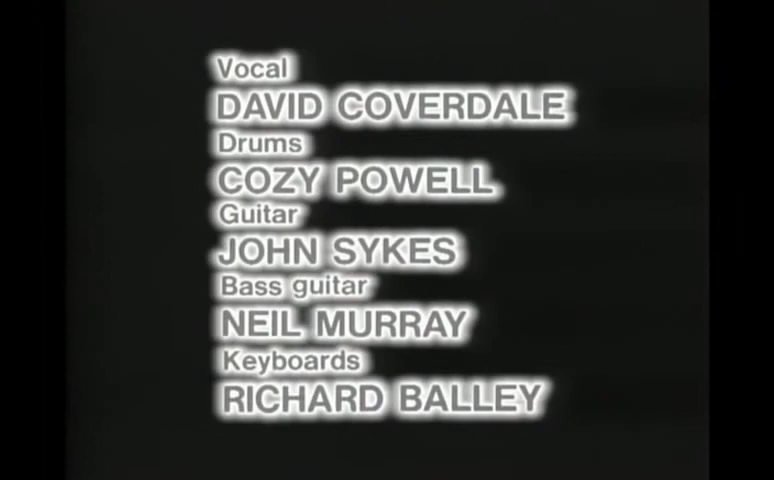 Vocal
DAVID COVERDALE
Drums
COZY POWELL
Guitar
JOHN SYKES
Bass guitar
NEIL MURRAY
Keyboards
RICHARD BALLEY